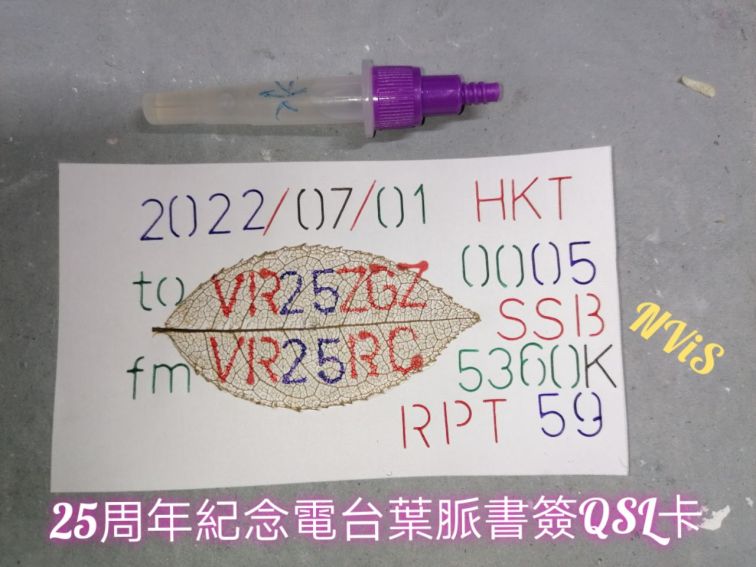 2022/07/01 HKT
to VR25ZGZ 0005
SSB
NViS
fm VR25RC 5360K
RPT 59
25周年紀念電台葉脈書簽QSL卡